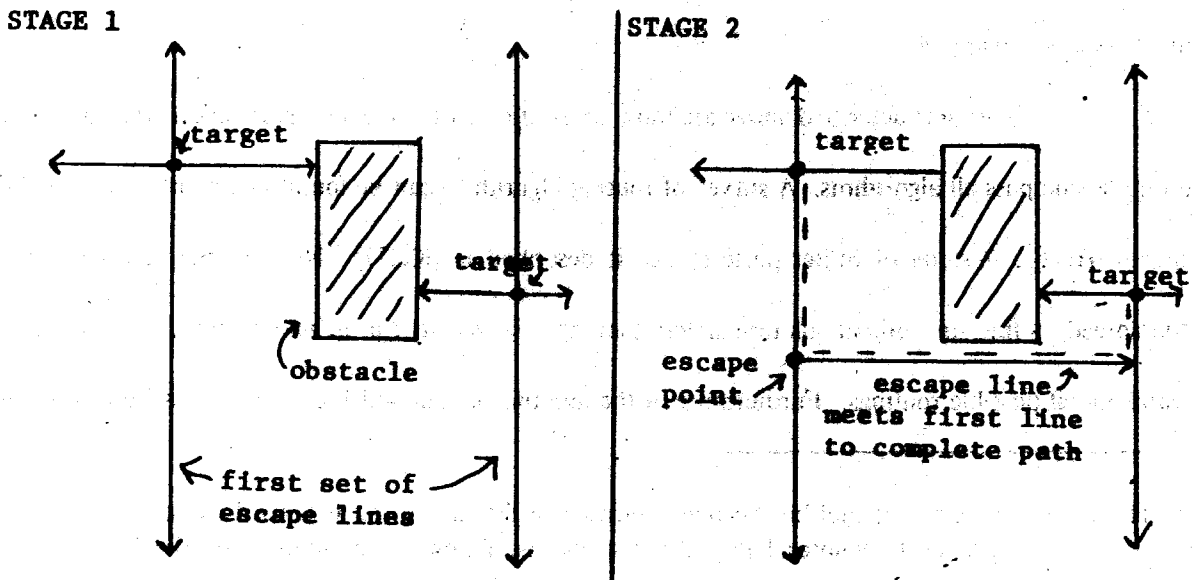 STAGE 1
target
target
obstacle
first set of
escape lines
STAGE 2
target
target
escape
point
escape line
meets first line
to complete path